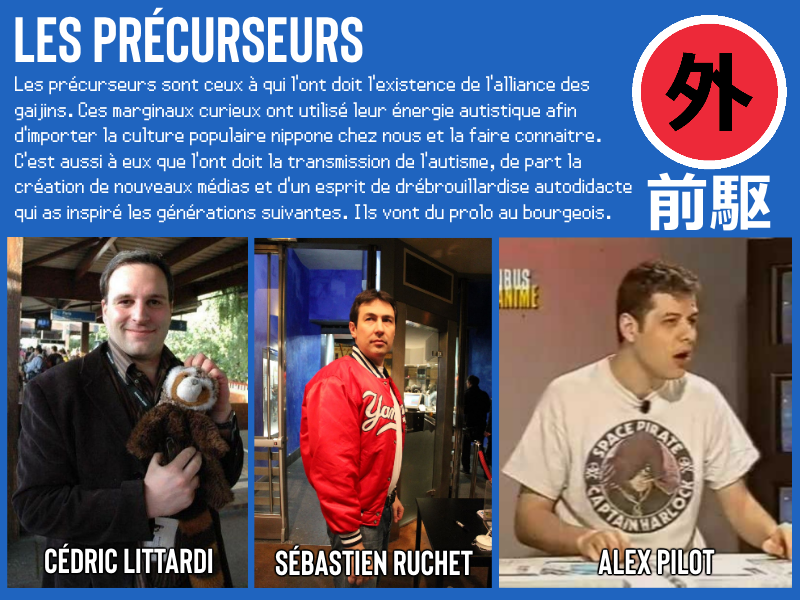 LES PRÉCURSEURS
外
Les précurseurs sont ceux à qui l'ont doit l'existence de l'alliance des
gaijins. Ces marginaux curieux ont utilisé leur énergie autistique afin
d'importer la culture populaire nippone chez nous et la faire connaitre.
C'est aussi à eux que l'ont doit la transmission de l'autisme, de part la
création de nouveaux médias et d'un esprit de drébrouillardise autodidacte
qui as inspiré les générations suivantes. Ils vont du prolo au bourgeois.
前駆
Yan
UBUS
ANIME
SPACE PIRATE
CAPTAIN HARLOCK
CÉDRIC LITTARDI
SÉBASTIEN RUCHET
ALEX PILOT